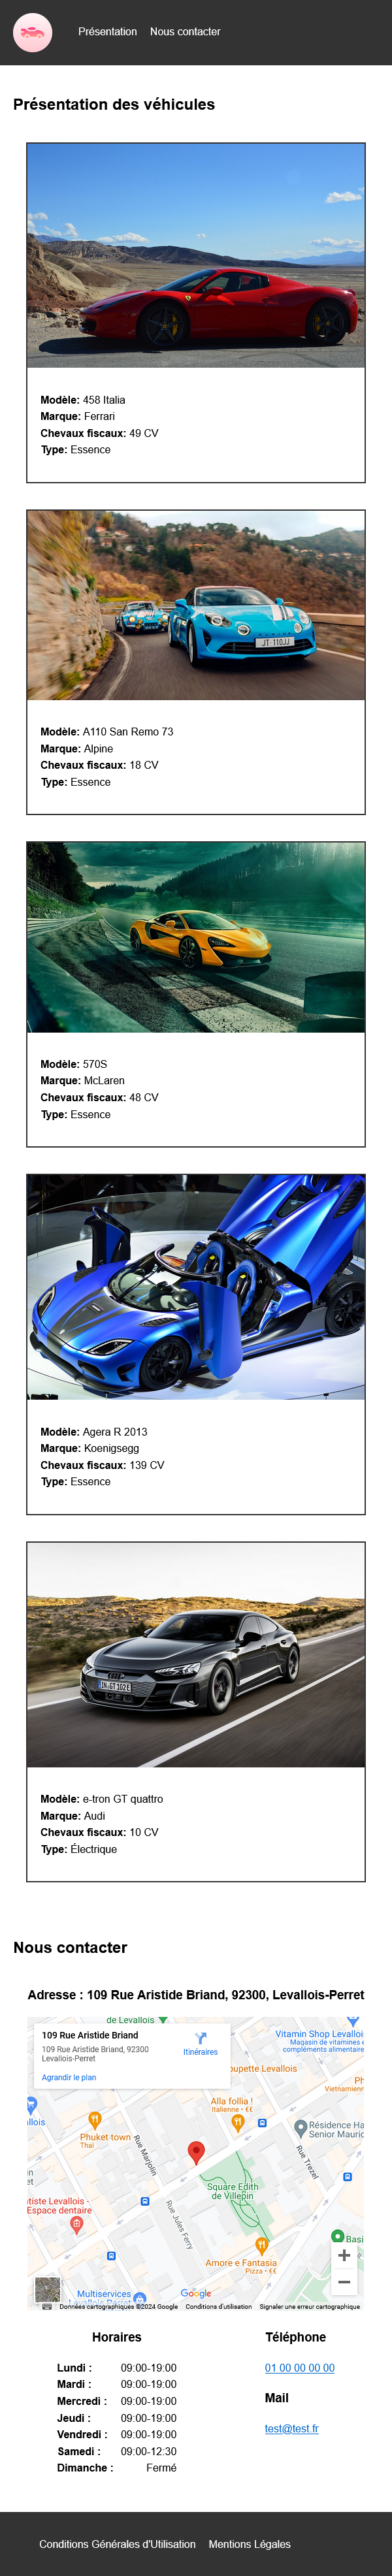 Présentation Nous contacter
Présentation des véhicules
Modèle: 458 Italia
Marque: Ferrari
Chevaux fiscaux: 49 CV
Type: Essence
JT 110JJ
Modèle: A110 San Remo 73
Marque: Alpine
Chevaux fiscaux: 18 CV
Type: Essence
Modèle: 570S
Marque: McLaren
Chevaux fiscaux: 48 CV
Type: Essence
Modèle: Agera R 2013
Marque: Koenigsegg
Chevaux fiscaux: 139 CV
Type: Essence
IN·GT 102E
Modèle: e-tron GT quattro
Marque: Audi
Chevaux fiscaux: 10 CV
Type: Électrique
Nous contacter
Adresse : 109 Rue Aristide Briand, 92300, Levallois-Perret
de Levallois
109 Rue Aristide Briand
109 Rue Aristide Briand, 92300
Levallois-Perret
Itinéraires
Agrandir le plan
Vitamin Shop Levallois
Magasin de vitamines e
compléments alimentaire
oupette Levallois
Ph
Vietnamien
Alla foglia !
Italienne • €€
allois
Phuket town
Thaï
Résidence Ha
Senior Mauric
Rue Marjolin
Rue Trezel
Square Edith
de Villepin
Rue Jules Ferry
tiste Levallois -
Espace dentaire
Amore e Fantasia
Pizza • €€
Basi
Multiservices
Levallois Perret
Google
Données cartographiques ©2024 Google Conditions d'utilisation Signaler une erreur cartographique
Horaires
Lundi : 09:00-19:00
Mardi : 09:00-19:00
Mercredi : 09:00-19:00
Jeudi : 09:00-19:00
Vendredi : 09:00-19:00
Samedi : 09:00-12:30
Dimanche : Fermé
Téléphone
01 00 00 00 00
Mail
test@test.fr
Conditions Générales d'Utilisation Mentions Légales